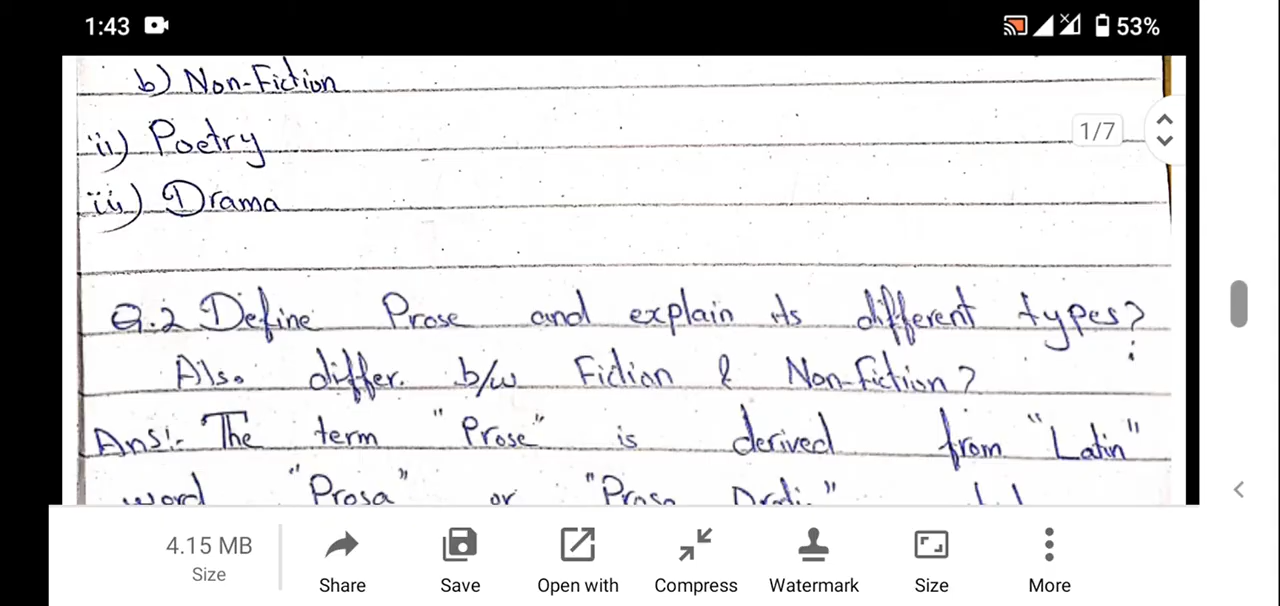 1:43
53%
b) Non-Fiction
ii) Poetry
1/7
iii) Drama
Q.2 Define Prose and explain its different types?
Also differ. b/w Fiction & Non-Fiction?
Ans:- The term "Prose" is derived from "Latin"
word "Prosa" or "Prosa
4.15 MB
Size
Share
Save
Open with
Compress
Watermark
Size
More